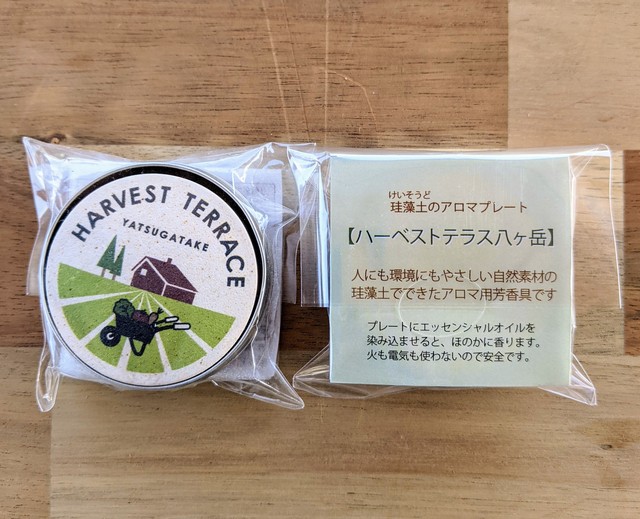 HARVEST TERRACE
YATSUGATAKE
けいそうど
珪藻土のアロマプレート
【ハーベストテラス八ヶ岳】
人にも環境にもやさしい自然素材の
珪藻土でできたアロマ用芳香具です
プレートにエッセンシャルオイルを
染み込ませると、ほのかに香ります。
火も電気も使わないので安全です。